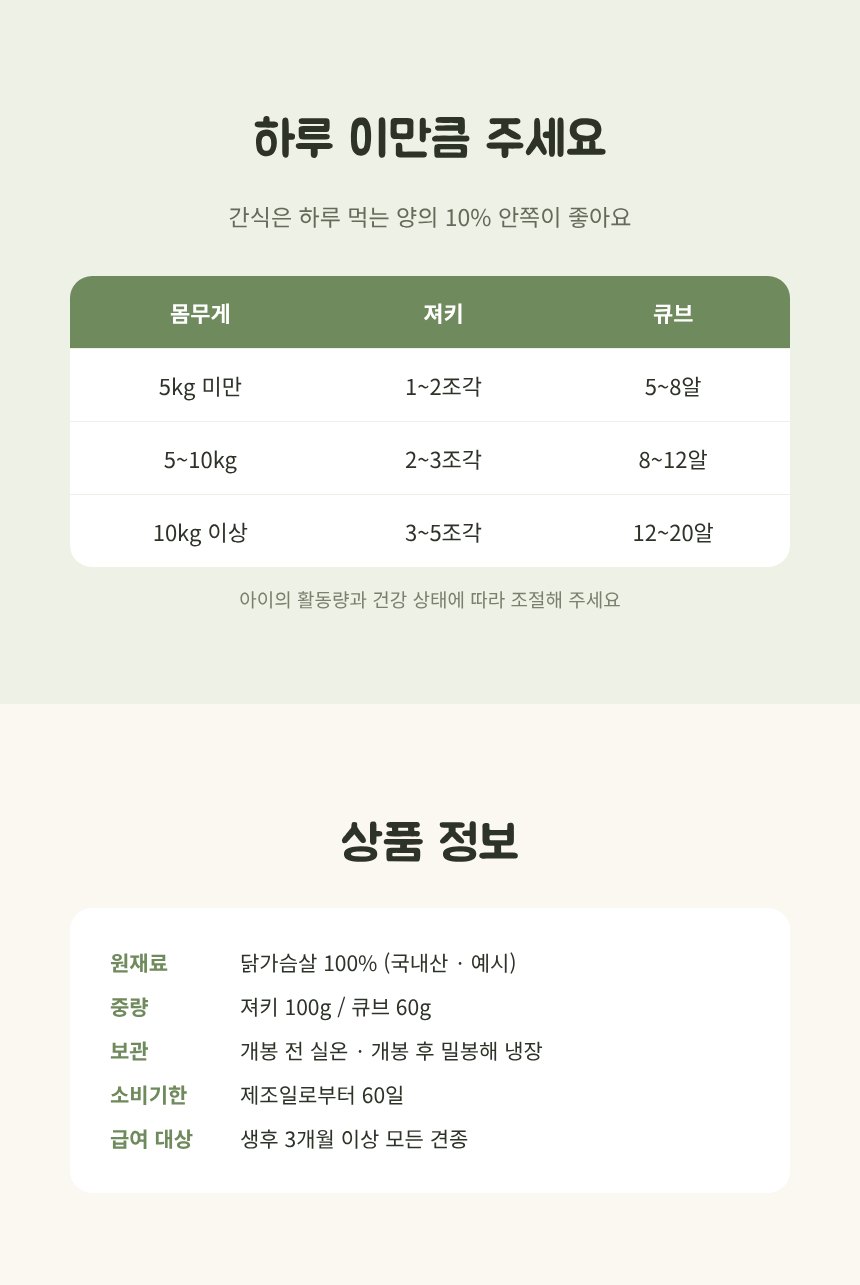 하루 이만큼 주세요
간식은 하루 먹는 양의 10% 안쪽이 좋아요
몸무게 져키 큐브
5kg 미만 1~2조각 5~8알
5~10kg 2~3조각 8~12알
10kg 이상 3~5조각 12~20알
아이의 활동량과 건강 상태에 따라 조절해 주세요
상품 정보
원재료 닭가슴살 100% (국내산 · 예시)
중량 져키 100g / 큐브 60g
보관 개봉 전 실온 · 개봉 후 밀봉해 냉장
소비기한 제조일로부터 60일
급여 대상 생후 3개월 이상 모든 견종